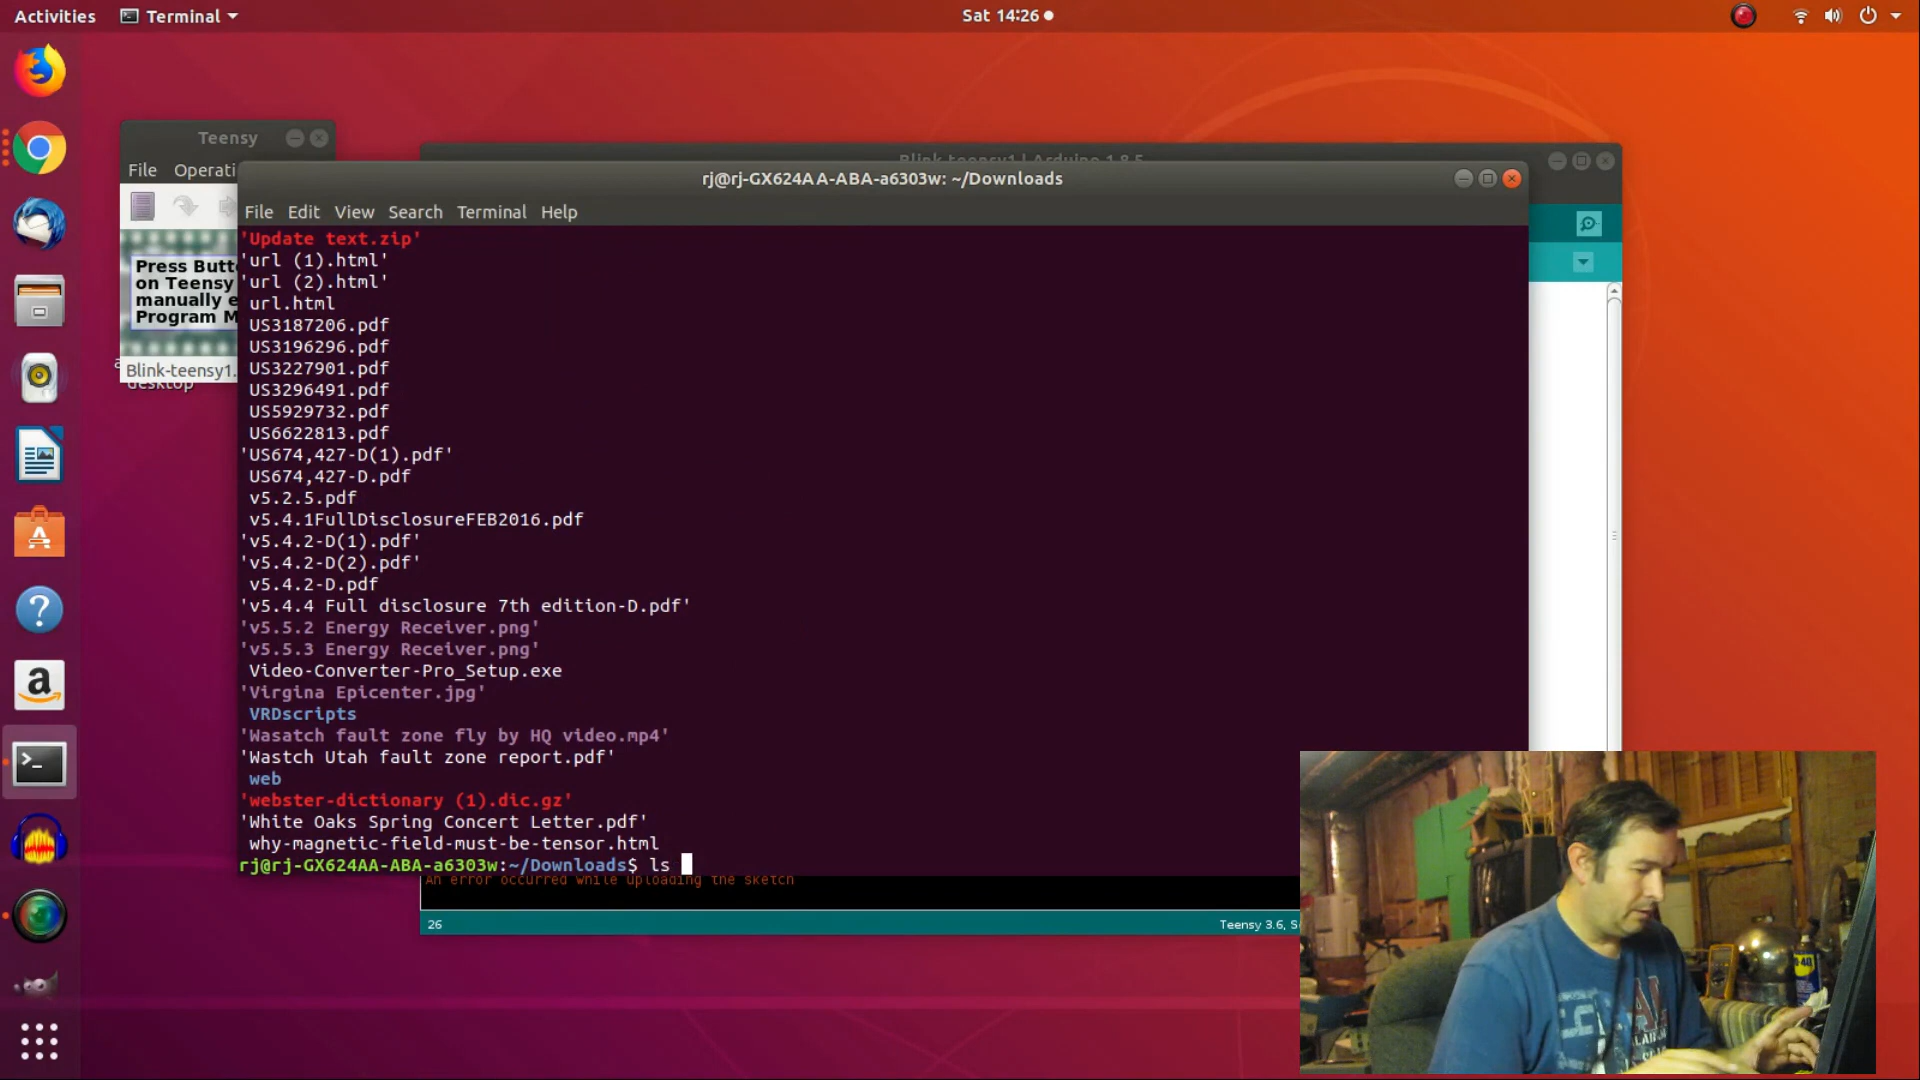 Activities Terminal Sat 14:26
Teensy
File Operati
Press Butt
on Teensy
manually e
Program M
Blink-teensy1.
desktop
Blink-teensy1 | Arduino 1.8.5
rj@rj-GX624AA-ABA-a6303w: ~/Downloads
File Edit View Search Terminal Help
'Update text.zip'
'url (1).html'
'url (2).html'
url.html
US3187206.pdf
US3196296.pdf
US3227901.pdf
US3296491.pdf
US5929732.pdf
US6622813.pdf
'US674,427-D(1).pdf'
US674,427-D.pdf
v5.2.5.pdf
v5.4.1FullDisclosureFEB2016.pdf
'v5.4.2-D(1).pdf'
'v5.4.2-D(2).pdf'
v5.4.2-D.pdf
'v5.4.4 Full disclosure 7th edition-D.pdf'
'v5.5.2 Energy Receiver.png'
'v5.5.3 Energy Receiver.png'
Video-Converter-Pro_Setup.exe
'Virgina Epicenter.jpg'
VRDscripts
'Wasatch fault zone fly by HQ video.mp4'
'Wastch Utah fault zone report.pdf'
web
'webster-dictionary (1).dic.gz'
'White Oaks Spring Concert Letter.pdf'
why-magnetic-field-must-be-tensor.html
rj@rj-GX624AA-ABA-a6303w:~/Downloads$ ls
An error occurred while uploading the sketch
26 Teensy 3.6, S